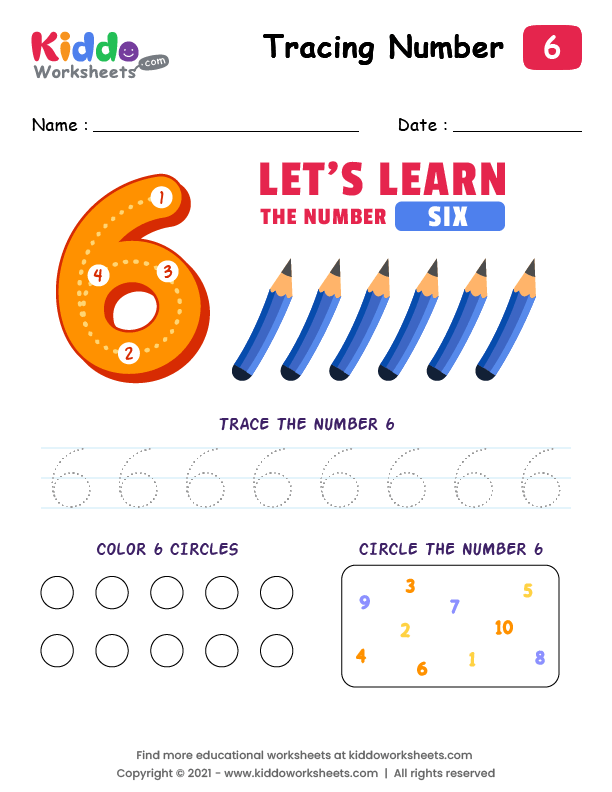 Kiddo
Worksheets
.com
Tracing Number 6
Name : Date :
LET'S LEARN
THE NUMBER SIX
1
4 3
2
TRACE THE NUMBER 6
6 6 6 6 6 6 6 6
COLOR 6 CIRCLES
CIRCLE THE NUMBER 6
3 5
9 7
2 10
4 6 1 8
Find more educational worksheets at kiddoworksheets.com
Copyright © 2021 - www.kiddoworksheets.com | All rights reserved